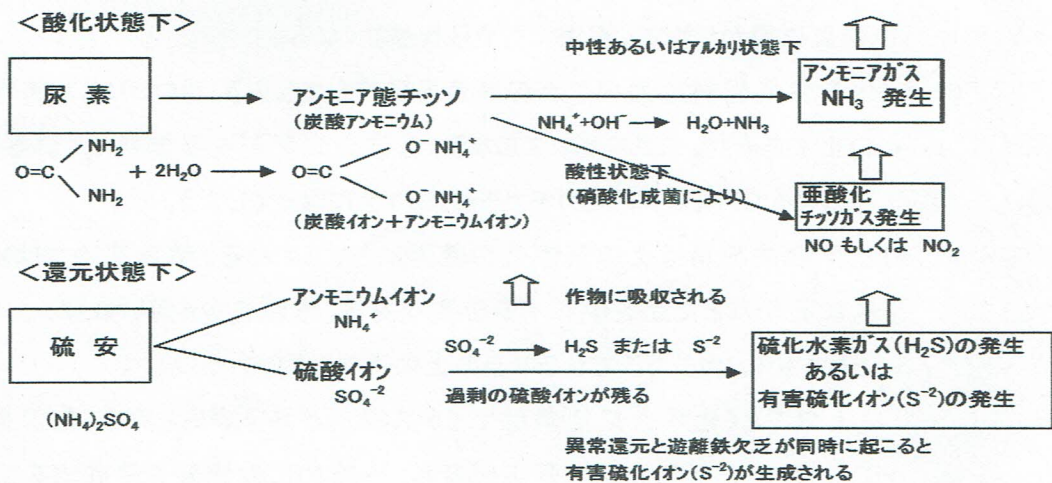 <酸化状態下>
中性あるいはアルカリ状態下
尿素
アンモニア態チッソ
(炭酸アンモニウム)
NH₄⁺+OH⁻ → H₂O+NH₃
アンモニアガス
NH₃ 発生
O=C NH₂ NH₂ + 2H₂O → O=C O⁻ NH₄⁺ O⁻ NH₄⁺
(炭酸イオン+アンモニウムイオン)
酸性状態下
(硝酸化成菌により)
亜酸化
チッソガス発生
NO もしくは NO₂
<還元状態下>
硫安
(NH₄)₂SO₄
アンモニウムイオン
NH₄⁺
作物に吸収される
硫酸イオン
SO₄⁻²
SO₄⁻² → H₂S または S⁻²
過剰の硫酸イオンが残る
硫化水素ガス(H₂S)の発生
あるいは
有害硫化イオン(S⁻²)の発生
異常還元と遊離鉄欠乏が同時に起こると
有害硫化イオン(S⁻²)が生成される